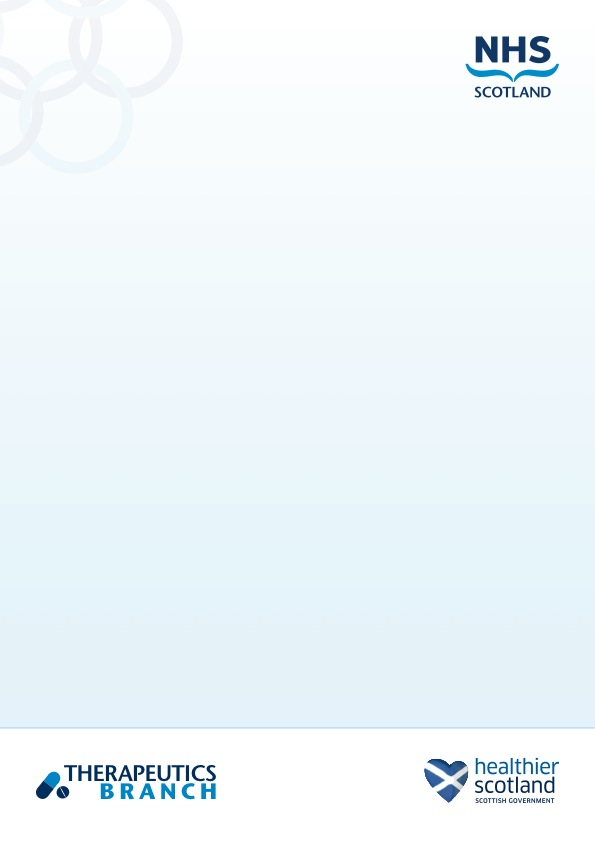 NHS
SCOTLAND
THERAPEUTICS
BRANCH
healthier
scotland
SCOTTISH GOVERNMENT